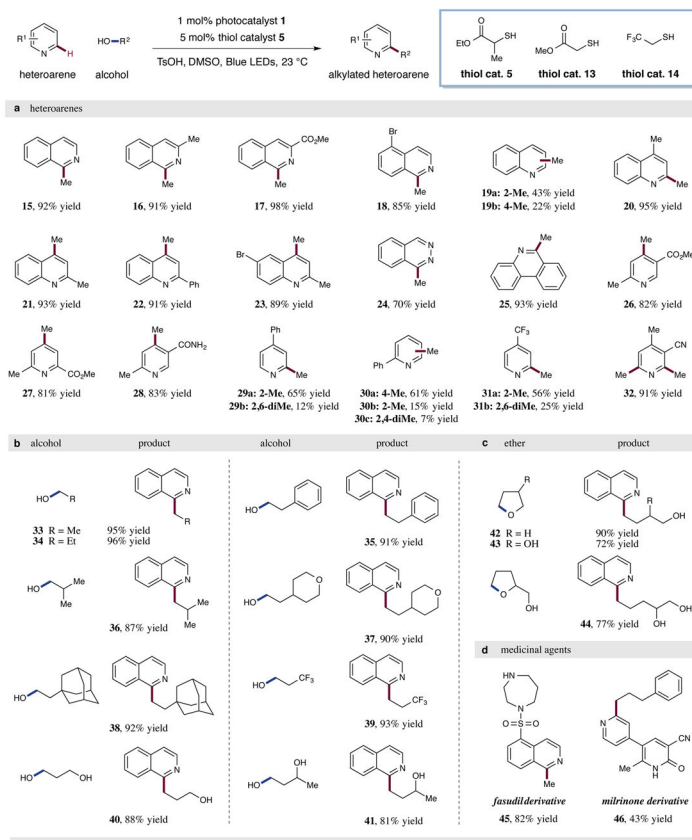 R¹
N
H
heteroarene
HO R²
alcohol
1 mol% photocatalyst 1
5 mol% thiol catalyst 5
TsOH, DMSO, Blue LEDs, 23 °C
R¹
N
R²
alkylated heteroarene
O
EtO SH
Me
thiol cat. 5
O
MeO SH
thiol cat. 13
F₃C SH
thiol cat. 14
a heteroarenes
N
Me
15, 92% yield
Me
N
Me
16, 91% yield
CO₂Me
N
Me
17, 98% yield
Br
N
Me
18, 85% yield
Me
N
19a: 2-Me, 43% yield
19b: 4-Me, 22% yield
Me
N Me
20, 95% yield
Me
N Me
21, 93% yield
Me
N Ph
22, 91% yield
Me
Br
N Me
23, 89% yield
N
N
Me
24, 70% yield
Me
N
25, 93% yield
Me
CO₂Me
Me N
26, 82% yield
Me
Me N CO₂Me
27, 81% yield
Me
CONH₂
Me N
28, 83% yield
Ph
N Me
29a: 2-Me, 65% yield
29b: 2,6-diMe, 12% yield
Me
Ph N
30a: 4-Me, 61% yield
30b: 2-Me, 15% yield
30c: 2,4-diMe, 7% yield
CF₃
N Me
31a: 2-Me, 56% yield
31b: 2,6-diMe, 25% yield
Me
CN
Me N Me
32, 91% yield
b alcohol product alcohol product
HO R
N
R
33 R = Me 95% yield
34 R = Et 96% yield
HO
N
35, 91% yield
Me
HO
Me
N
Me
Me
36, 87% yield
O
HO
N
O
37, 90% yield
HO
N
38, 92% yield
HO CF₃
N
CF₃
39, 93% yield
HO OH
N
OH
40, 88% yield
OH
HO Me
N
OH
Me
41, 81% yield
c ether product
R
O
N
R
OH
42 R = H 90% yield
43 R = OH 72% yield
O
OH
N
OH
OH
44, 77% yield
d medicinal agents
HN
N
O S O
N
Me
fasudil derivative
45, 82% yield
N
CN
Me N O
H
milrinone derivative
46, 43% yield